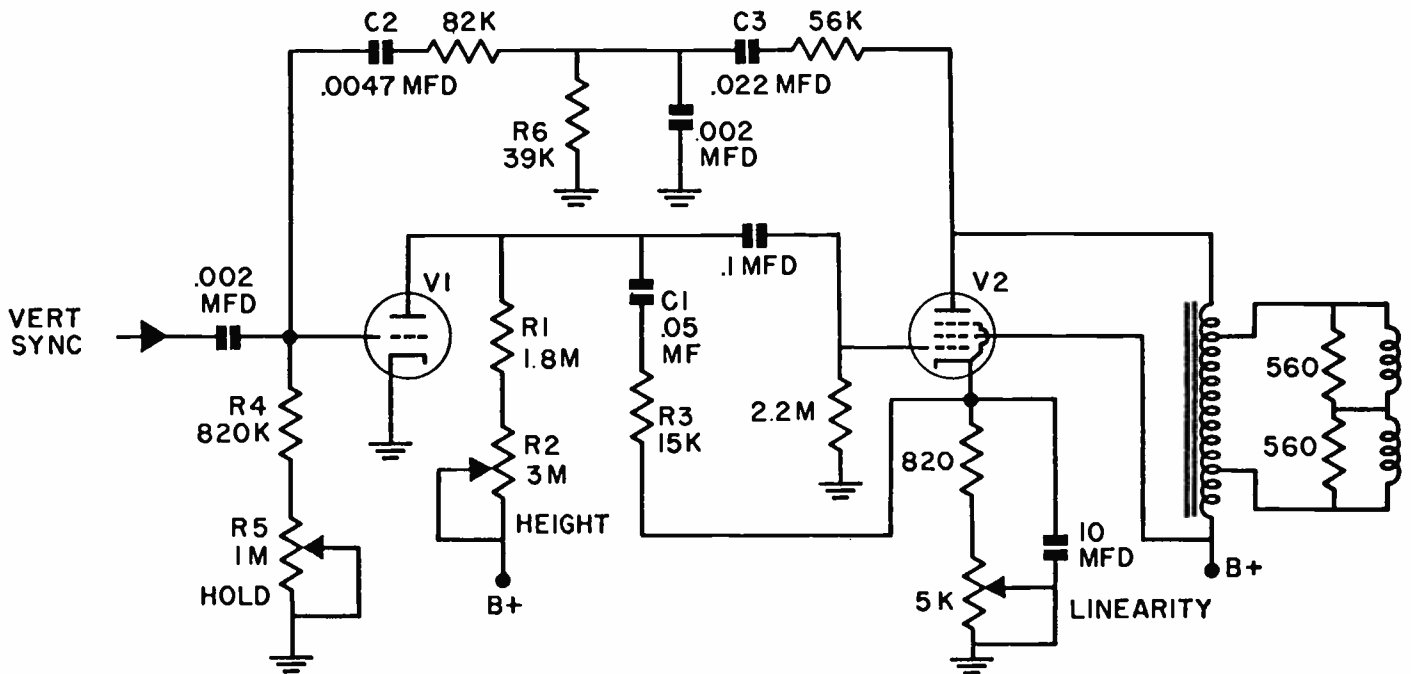 C2
82K
C3
56K
.0047 MFD
.022 MFD
R6
39K
.002
MFD
.002
MFD
V1
.1 MFD
V2
VERT
SYNC
C1
.05
MF
R1
1.8M
560
R4
820K
R3
15K
2.2M
R2
3M
820
560
HEIGHT
R5
1M
HOLD
10
MFD
B+
5K
LINEARITY
B+